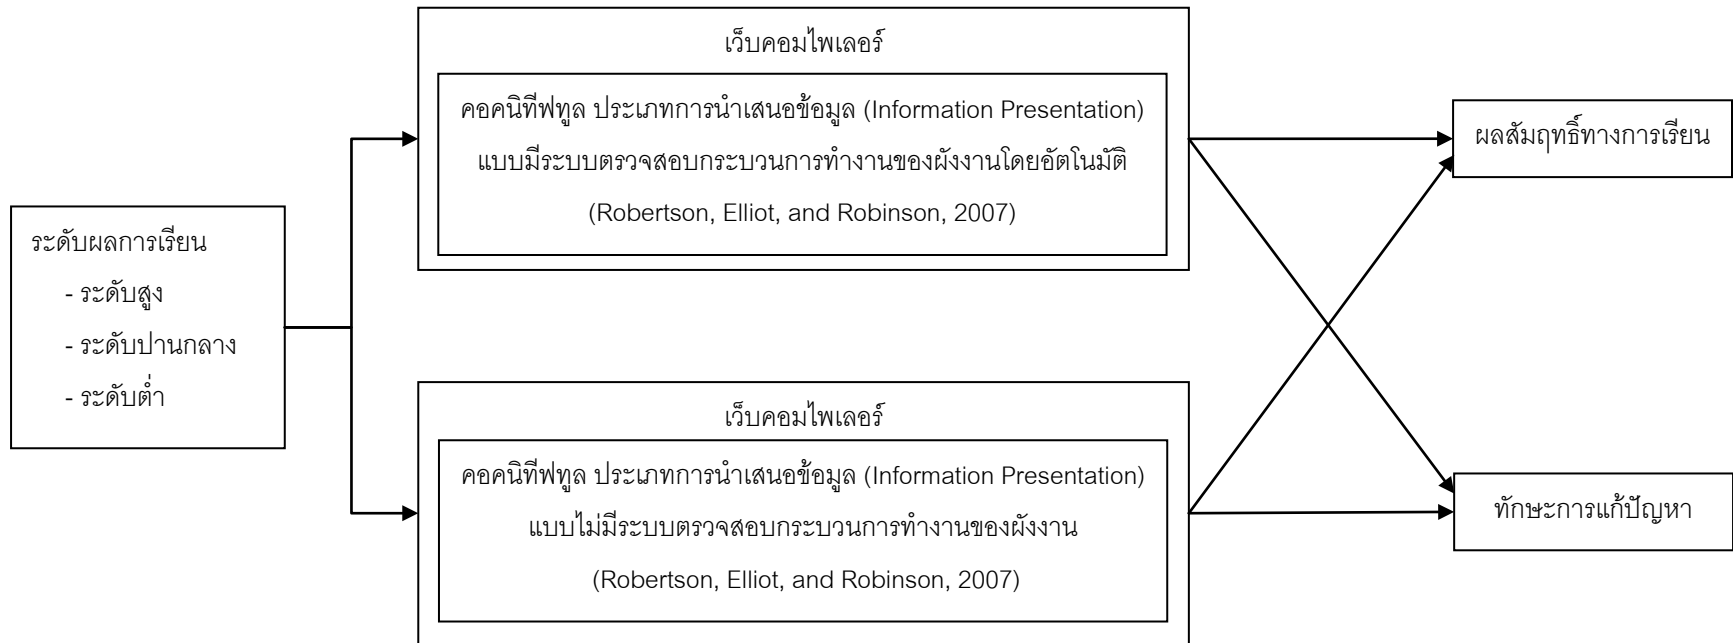 ระดับผลการเรียน
- ระดับสูง
- ระดับปานกลาง
- ระดับต่ำ
เว็บคอมไพเลอร์
คอคนิทีฟทูล ประเภทการนำเสนอข้อมูล (Information Presentation)
แบบมีระบบตรวจสอบกระบวนการทำงานของผังงานโดยอัตโนมัติ
(Robertson, Elliot, and Robinson, 2007)
เว็บคอมไพเลอร์
คอคนิทีฟทูล ประเภทการนำเสนอข้อมูล (Information Presentation)
แบบไม่มีระบบตรวจสอบกระบวนการทำงานของผังงาน
(Robertson, Elliot, and Robinson, 2007)
ผลสัมฤทธิ์ทางการเรียน
ทักษะการแก้ปัญหา